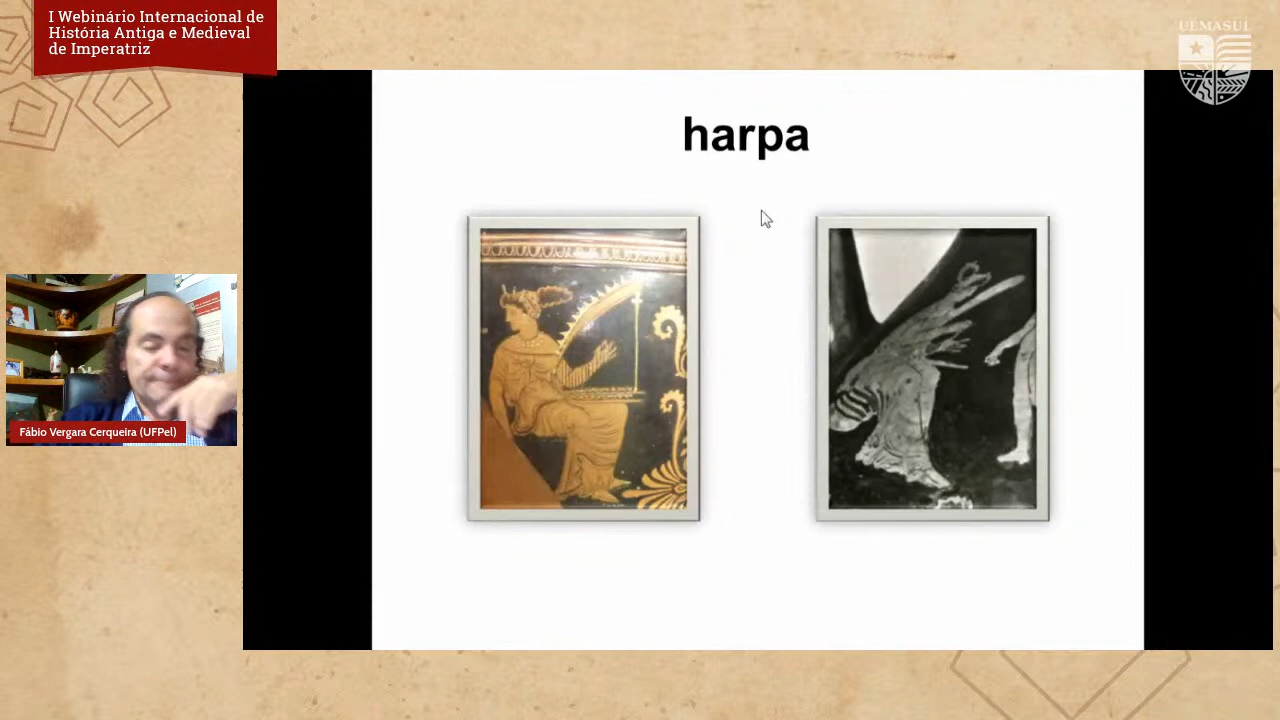 I Webinário Internacional de
História Antiga e Medieval
de Imperatriz
UEMASUL
harpa
Fábio Vergara Cerqueira (UFPel)